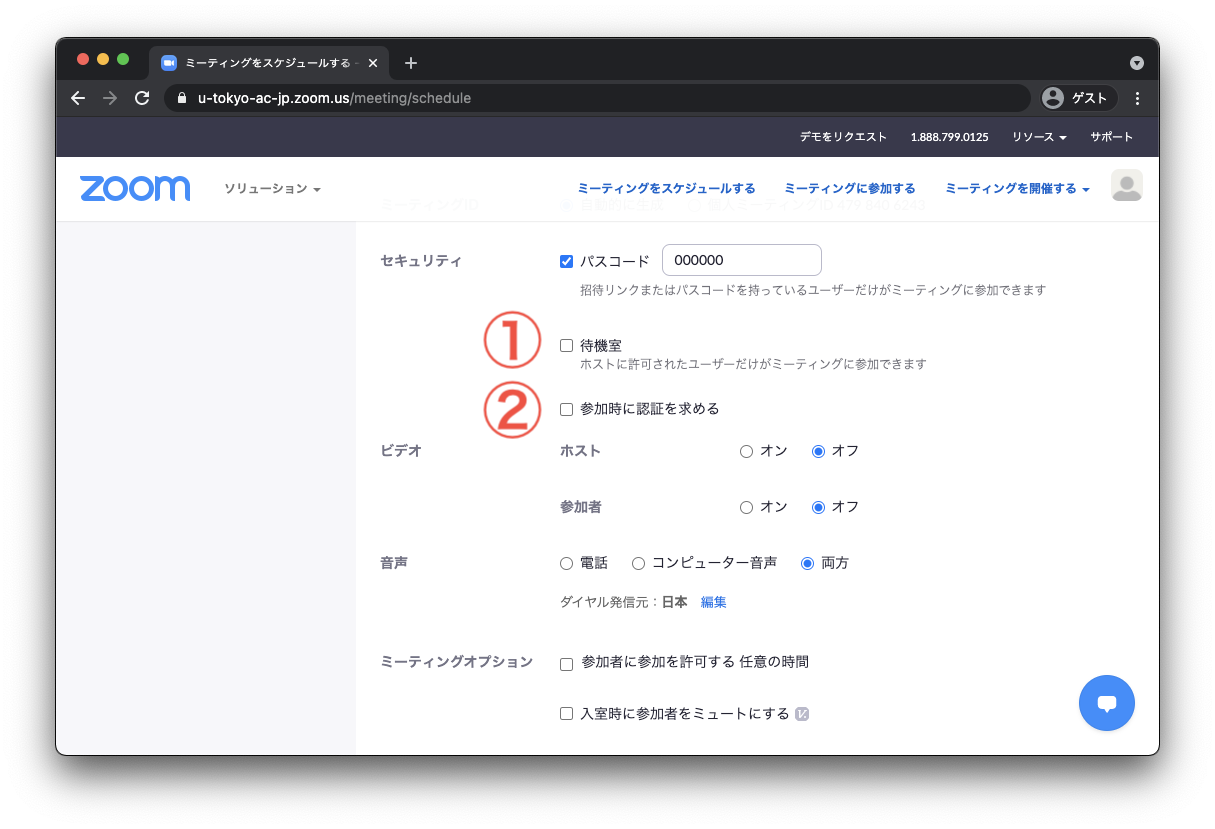 ミーティングをスケジュールする -
u-tokyo-ac-jp.zoom.us/meeting/schedule
ゲスト
デモをリクエスト 1.888.799.0125 リソース サポート
zoom ソリューション ミーティングをスケジュールする ミーティングに参加する ミーティングを開催する
セキュリティ パスコード 000000
招待リンクまたはパスコードを持っているユーザーだけがミーティングに参加できます
① 待機室
ホストに許可されたユーザーだけがミーティングに参加できます
② 参加時に認証を求める
ビデオ ホスト オン オフ
参加者 オン オフ
音声 電話 コンピューター音声 両方
ダイヤル発信元：日本 編集
ミーティングオプション 参加者に参加を許可する 任意の時間
入室時に参加者をミュートにする